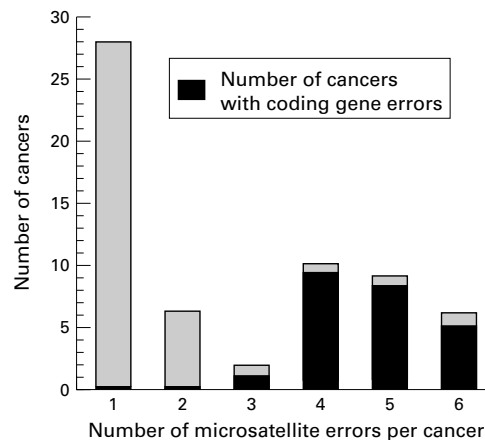 30
25
20
15
10
5
0
Number of cancers
Number of cancers
with coding gene errors
1 2 3 4 5 6
Number of microsatellite errors per cancer